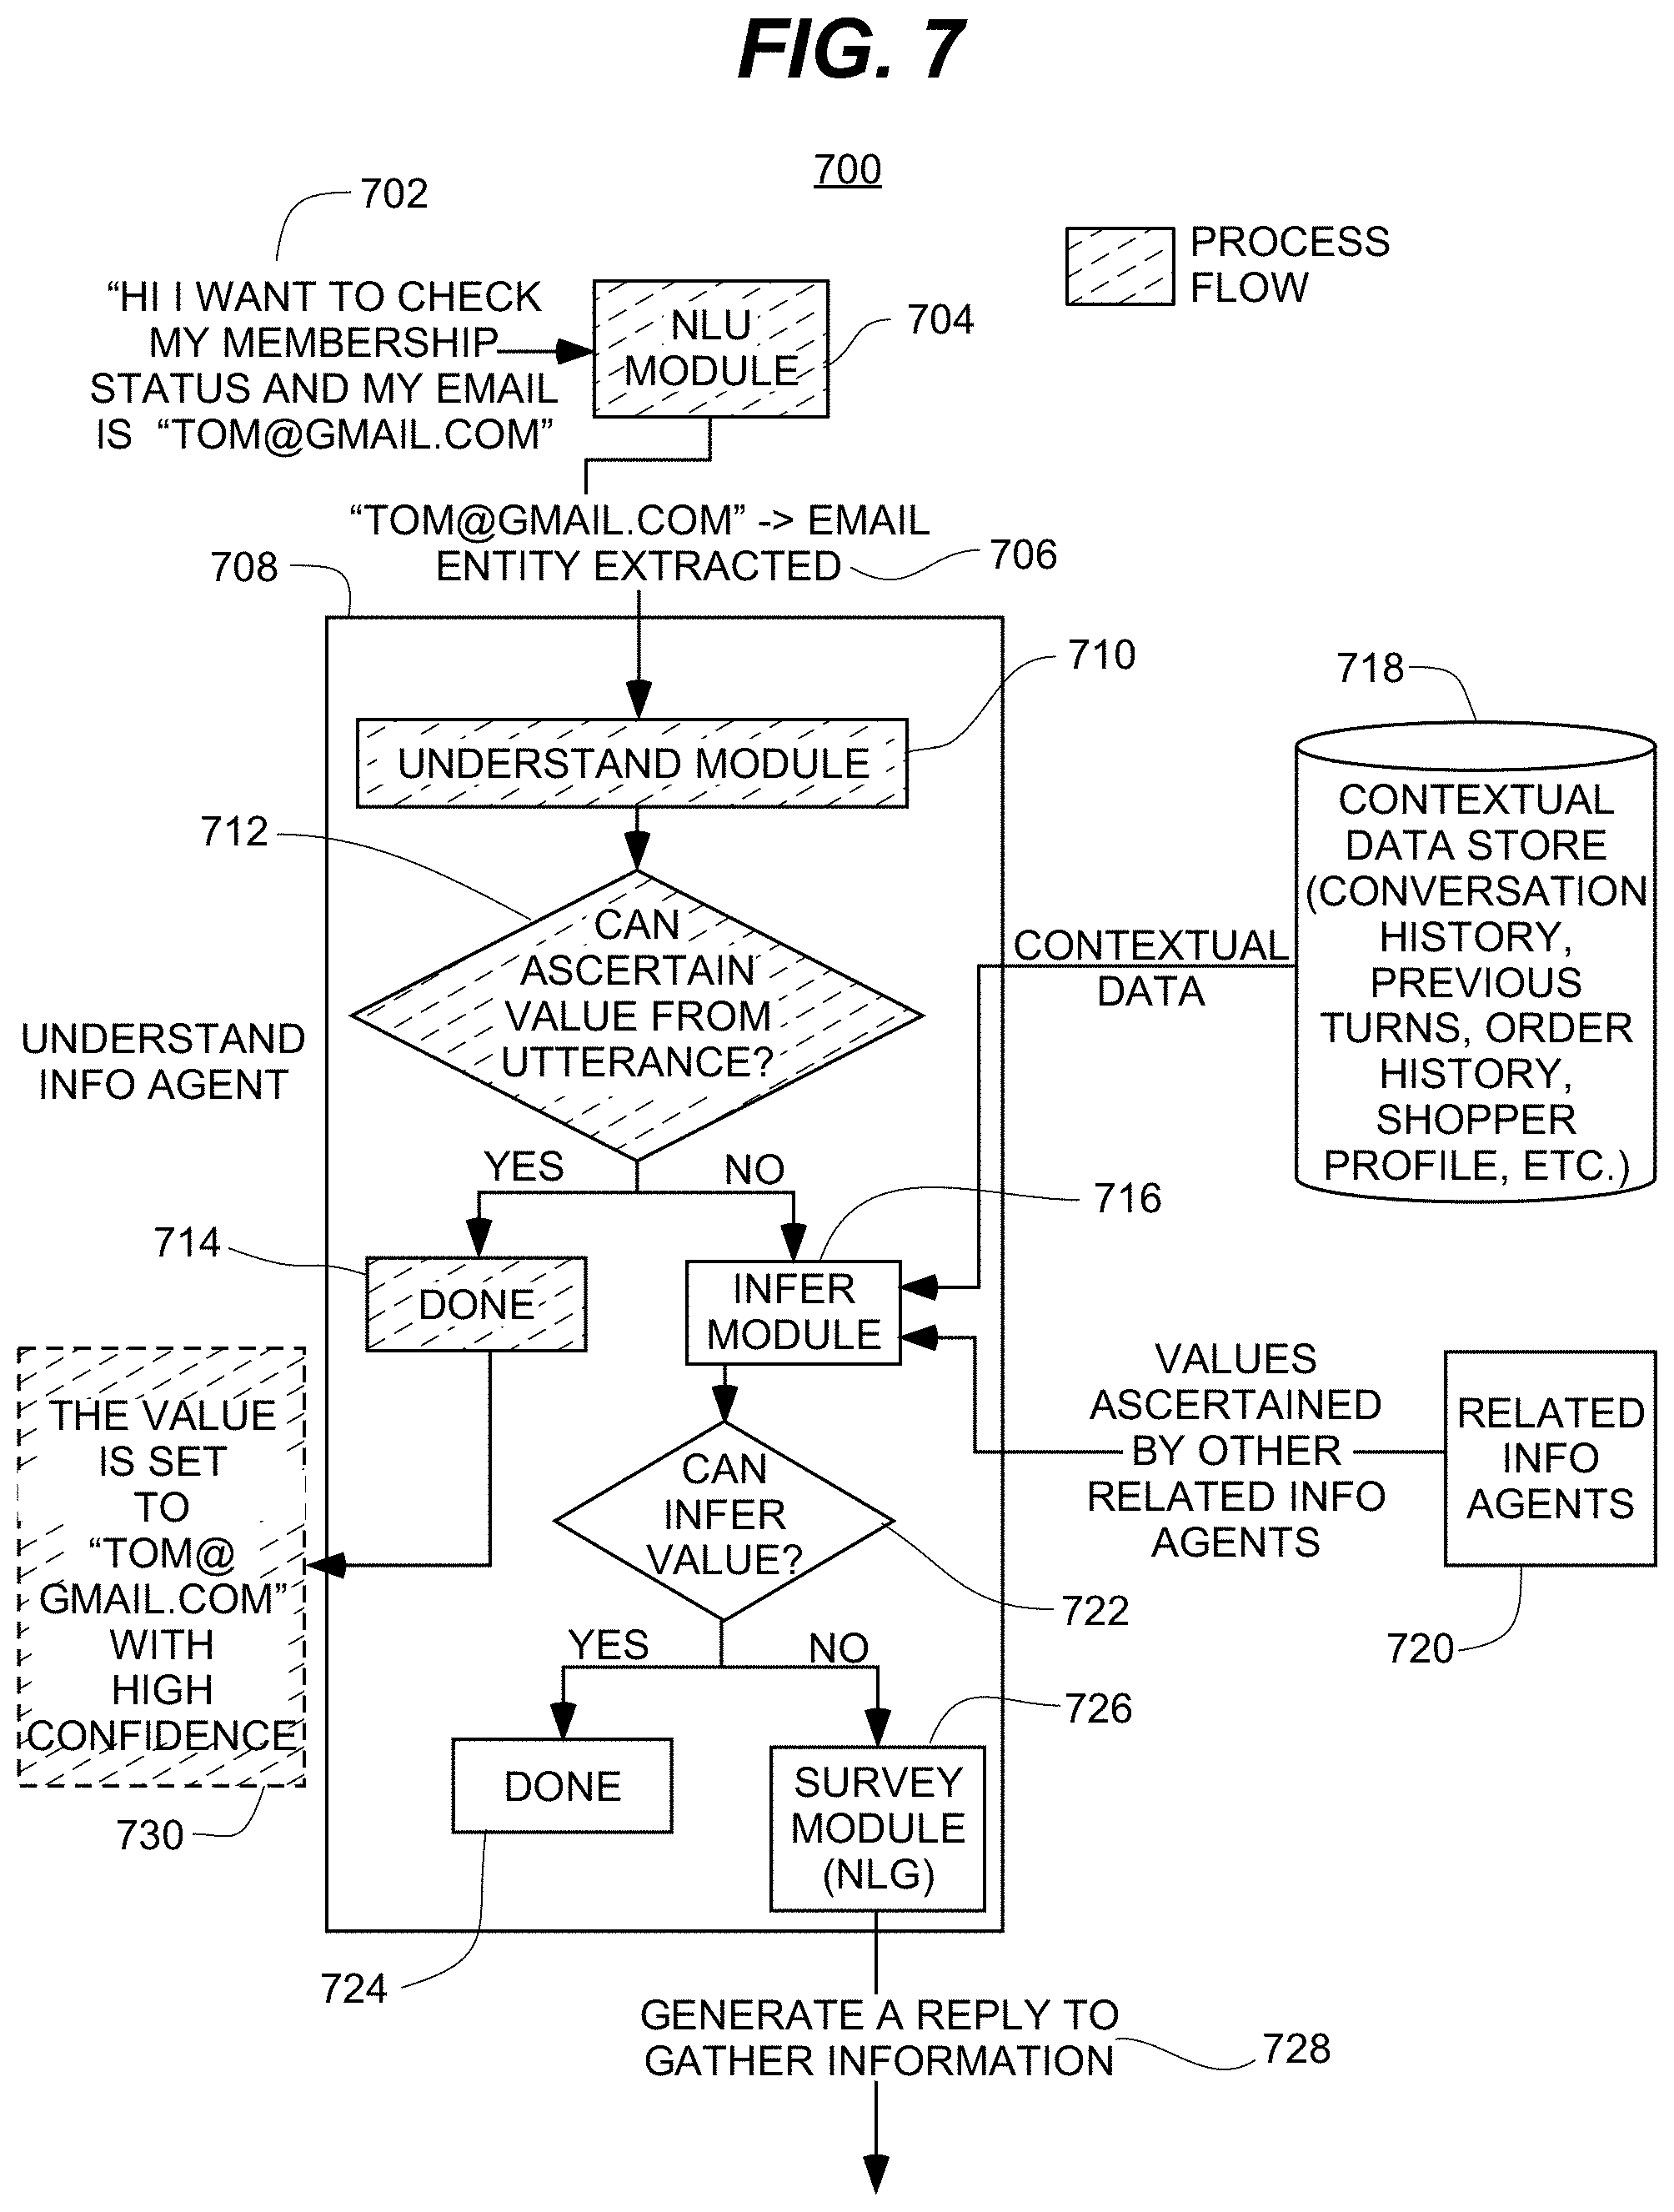 FIG. 7
700
702
PROCESS
FLOW
“HI I WANT TO CHECK
MY MEMBERSHIP
STATUS AND MY EMAIL
IS “TOM@GMAIL.COM”
NLU
MODULE
704
“TOM@GMAIL.COM” -> EMAIL
ENTITY EXTRACTED
706
708
710
UNDERSTAND MODULE
712
CAN
ASCERTAIN
VALUE FROM
UTTERANCE?
718
CONTEXTUAL
DATA STORE
(CONVERSATION
HISTORY,
PREVIOUS
TURNS, ORDER
HISTORY,
SHOPPER
PROFILE, ETC.)
CONTEXTUAL
DATA
UNDERSTAND
INFO AGENT
YES
NO
716
714
DONE
INFER
MODULE
VALUES
ASCERTAINED
BY OTHER
RELATED INFO
AGENTS
RELATED
INFO
AGENTS
720
THE VALUE
IS SET
TO
“TOM@
GMAIL.COM”
WITH
HIGH
CONFIDENCE
730
CAN
INFER
VALUE?
722
YES
NO
726
DONE
SURVEY
MODULE
(NLG)
724
GENERATE A REPLY TO
GATHER INFORMATION
728